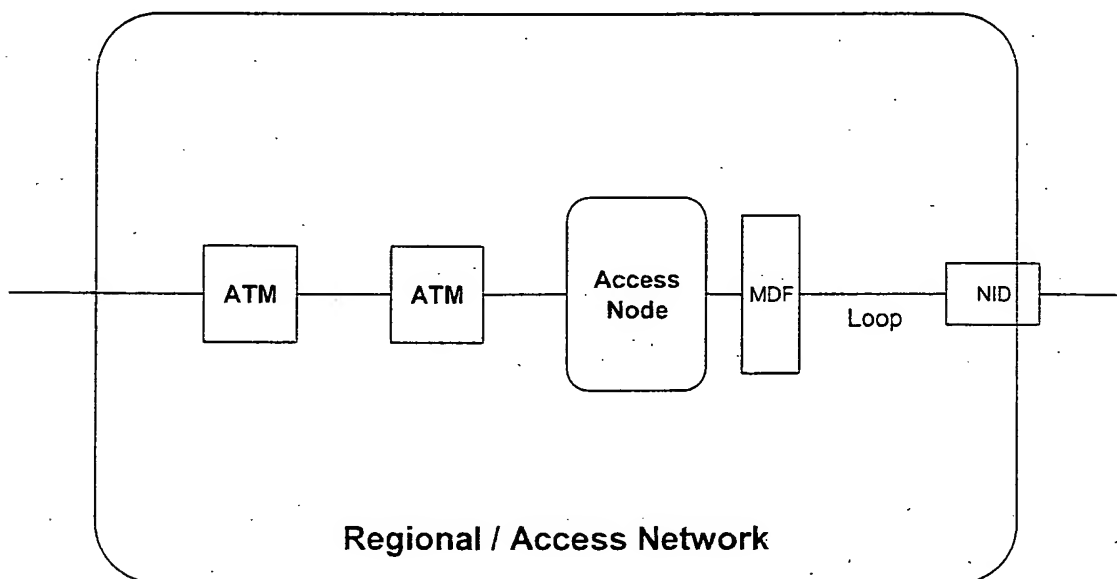 ATM
ATM
Access
Node
MDF
Loop
NID
Regional / Access Network